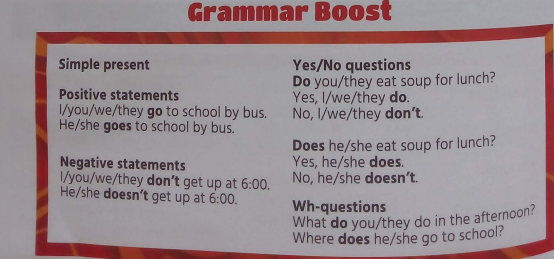 Grammar Boost
Simple present
Positive statements
I/you/we/they go to school by bus.
He/she goes to school by bus.
Negative statements
I/you/we/they don't get up at 6:00.
He/she doesn't get up at 6:00.
Yes/No questions
Do you/they eat soup for lunch?
Yes, I/we/they do.
No, I/we/they don't.
Does he/she eat soup for lunch?
Yes, he/she does.
No, he/she doesn't.
Wh-questions
What do you/they do in the afternoon?
Where does he/she go to school?